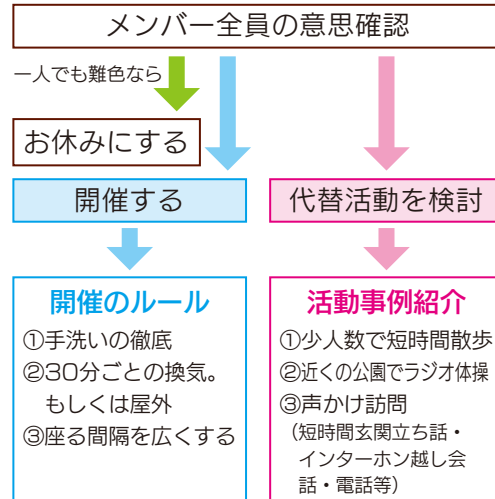 メンバー全員の意思確認
一人でも難色なら
お休みにする
開催する
代替活動を検討
開催のルール
①手洗いの徹底
②30分ごとの換気。
もしくは屋外
③座る間隔を広くする
活動事例紹介
①少人数で短時間散歩
②近くの公園でラジオ体操
③声かけ訪問
（短時間玄関立ち話・
インターホン越し会
話・電話等）